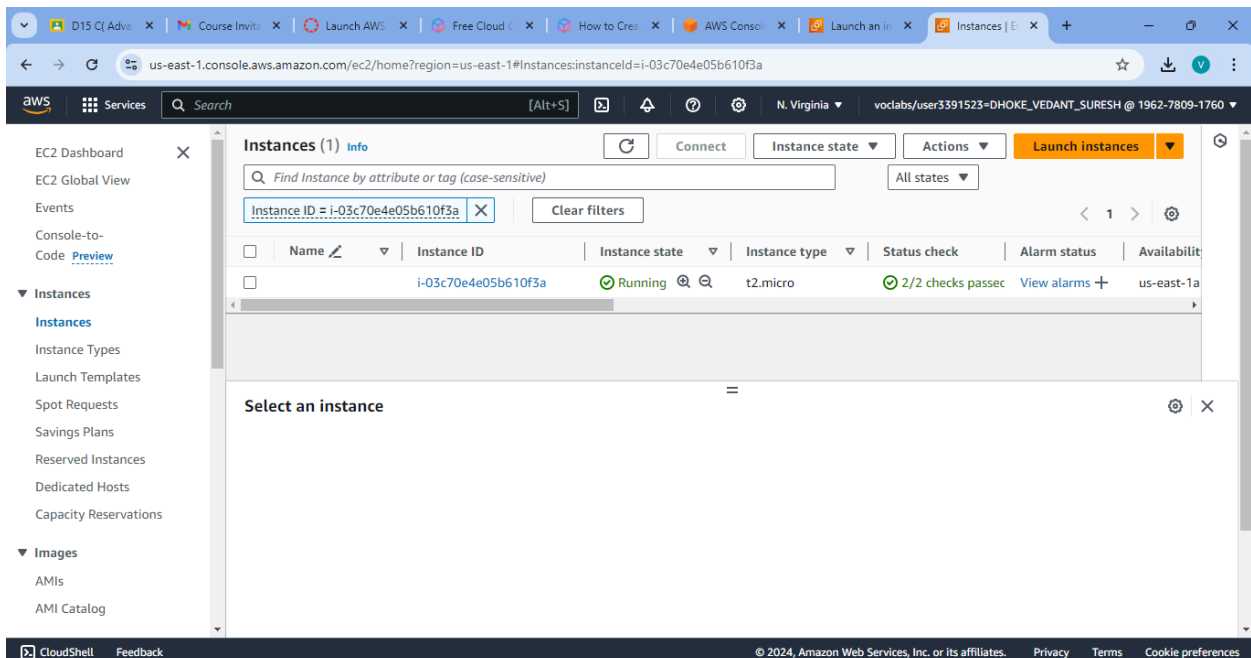 D15 C( Adva
Course Invita
Launch AWS
Free Cloud C
How to Crea
AWS Consol
Launch an in
Instances | E
us-east-1.console.aws.amazon.com/ec2/home?region=us-east-1#Instances:instanceId=i-03c70e4e05b610f3a
V
aws Services Search [Alt+S] N. Virginia voclabs/user3391523=DHOKE_VEDANT_SURESH @ 1962-7809-1760
EC2 Dashboard
EC2 Global View
Events
Console-to-
Code Preview
Instances
Instances
Instance Types
Launch Templates
Spot Requests
Savings Plans
Reserved Instances
Dedicated Hosts
Capacity Reservations
Images
AMIs
AMI Catalog
Instances (1) Info Connect Instance state Actions Launch instances
Find Instance by attribute or tag (case-sensitive) All states
Instance ID = i-03c70e4e05b610f3a Clear filters 1
Name Instance ID Instance state Instance type Status check Alarm status Availabilit
i-03c70e4e05b610f3a Running t2.micro 2/2 checks passec View alarms + us-east-1a
Select an instance
CloudShell Feedback © 2024, Amazon Web Services, Inc. or its affiliates. Privacy Terms Cookie preferences